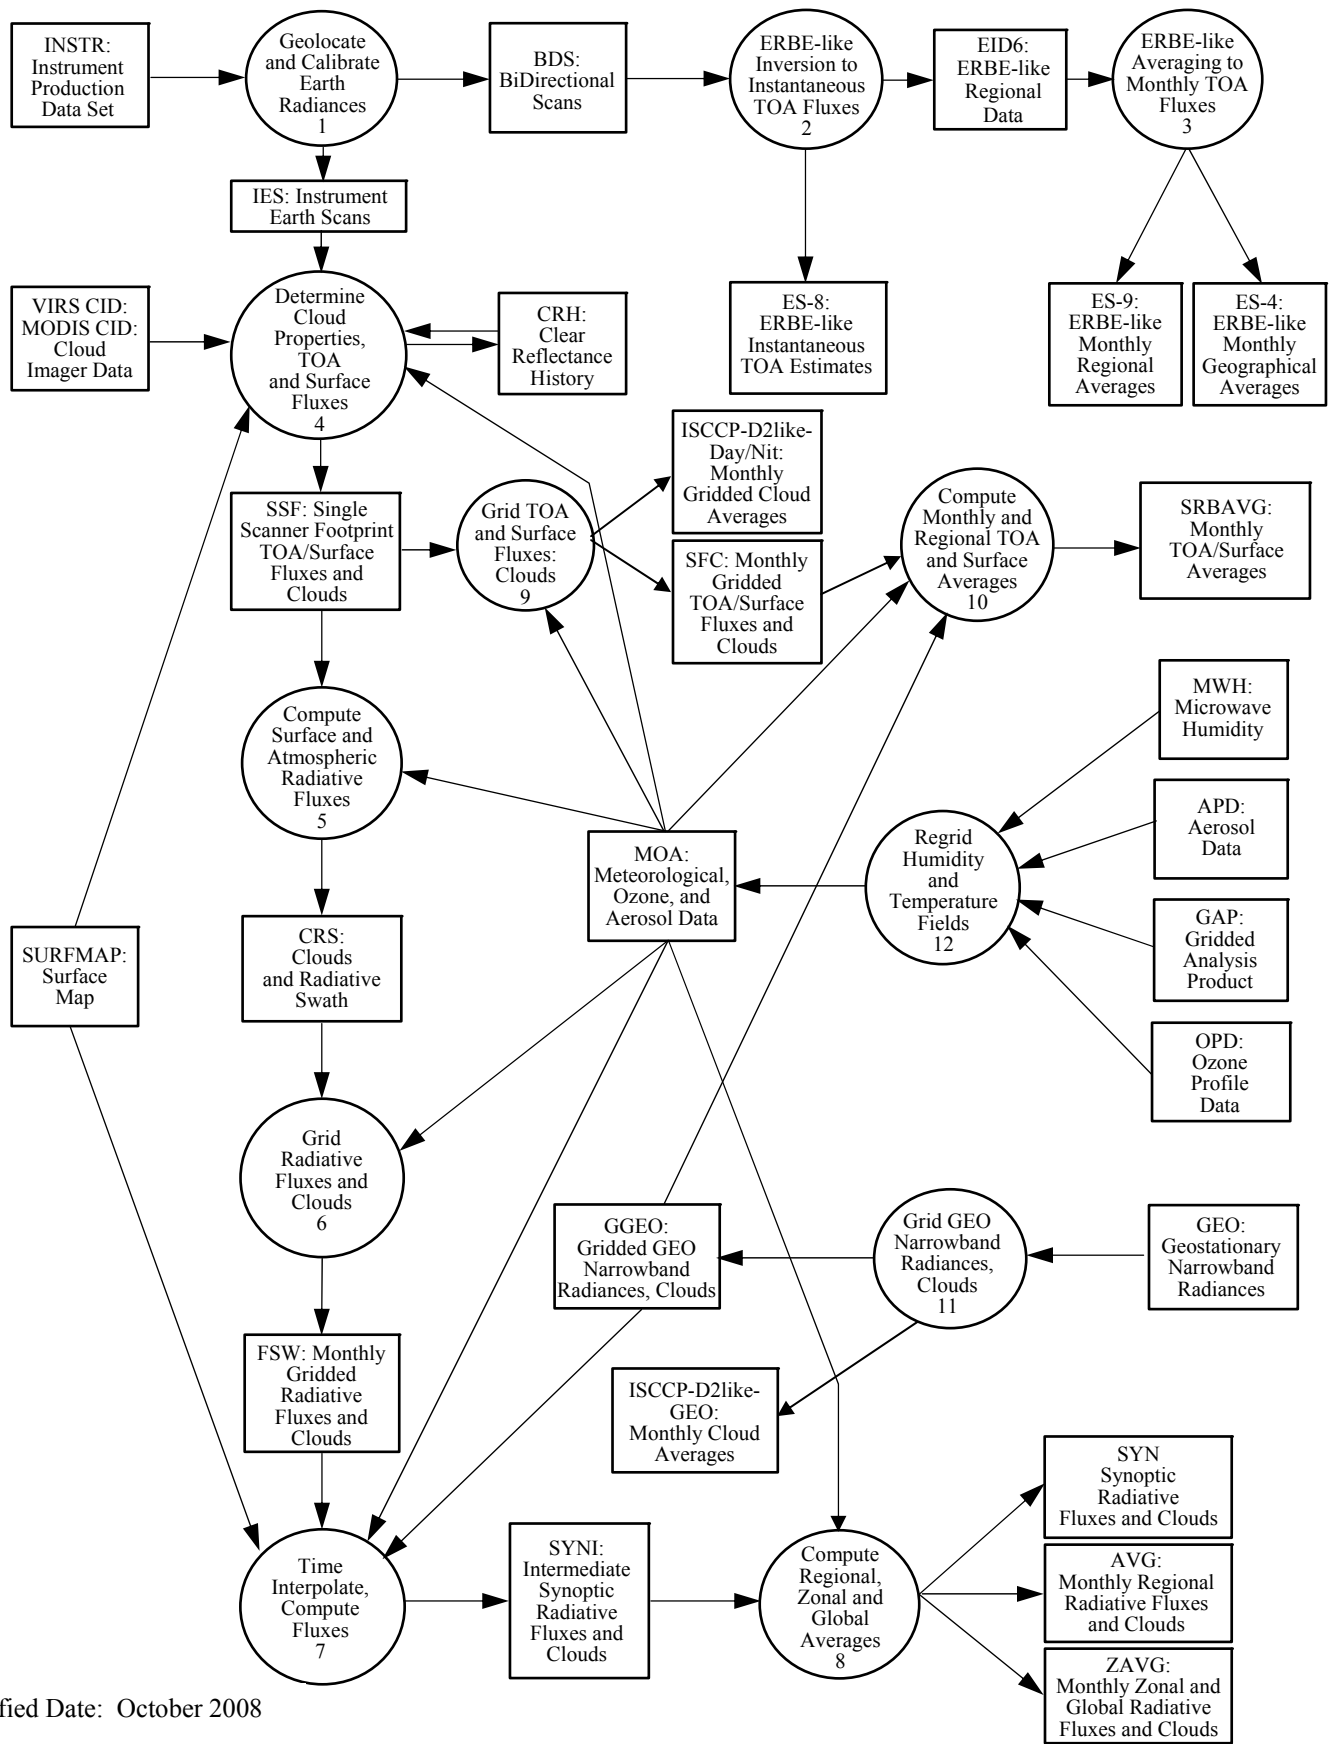 INSTR:
Instrument
Production
Data Set
Geolocate
and Calibrate
Earth
Radiances
1
BDS:
BiDirectional
Scans
ERBE-like
Inversion to
Instantaneous
TOA Fluxes
2
EID6:
ERBE-like
Regional
Data
ERBE-like
Averaging to
Monthly TOA
Fluxes
3
IES: Instrument
Earth Scans
VIRS CID:
MODIS CID:
Cloud
Imager Data
Determine
Cloud
Properties,
TOA
and Surface
Fluxes
4
CRH:
Clear
Reflectance
History
ES-8:
ERBE-like
Instantaneous
TOA Estimates
ES-9:
ERBE-like
Monthly
Regional
Averages
ES-4:
ERBE-like
Monthly
Geographical
Averages
SSF: Single
Scanner Footprint
TOA/Surface
Fluxes and
Clouds
Grid TOA
and Surface
Fluxes:
Clouds
9
ISCCP-D2like-
Day/Nit:
Monthly
Gridded Cloud
Averages
SFC: Monthly
Gridded
TOA/Surface
Fluxes and
Clouds
Compute
Monthly and
Regional TOA
and Surface
Averages
10
SRBAVG:
Monthly
TOA/Surface
Averages
Compute
Surface and
Atmospheric
Radiative
Fluxes
5
MWH:
Microwave
Humidity
APD:
Aerosol
Data
MOA:
Meteorological,
Ozone, and
Aerosol Data
Regrid
Humidity
and
Temperature
Fields
12
GAP:
Gridded
Analysis
Product
OPD:
Ozone
Profile
Data
SURFMAP:
Surface
Map
CRS:
Clouds
and Radiative
Swath
Grid
Radiative
Fluxes and
Clouds
6
GGEO:
Gridded GEO
Narrowband
Radiances, Clouds
Grid GEO
Narrowband
Radiances,
Clouds
11
GEO:
Geostationary
Narrowband
Radiances
FSW: Monthly
Gridded
Radiative
Fluxes and
Clouds
ISCCP-D2like-
GEO:
Monthly Cloud
Averages
Time
Interpolate,
Compute
Fluxes
7
SYNI:
Intermediate
Synoptic
Radiative
Fluxes and
Clouds
Compute
Regional,
Zonal and
Global
Averages
8
SYN
Synoptic
Radiative
Fluxes and Clouds
AVG:
Monthly Regional
Radiative Fluxes
and Clouds
ZAVG:
Monthly Zonal and
Global Radiative
Fluxes and Clouds
fied Date: October 2008